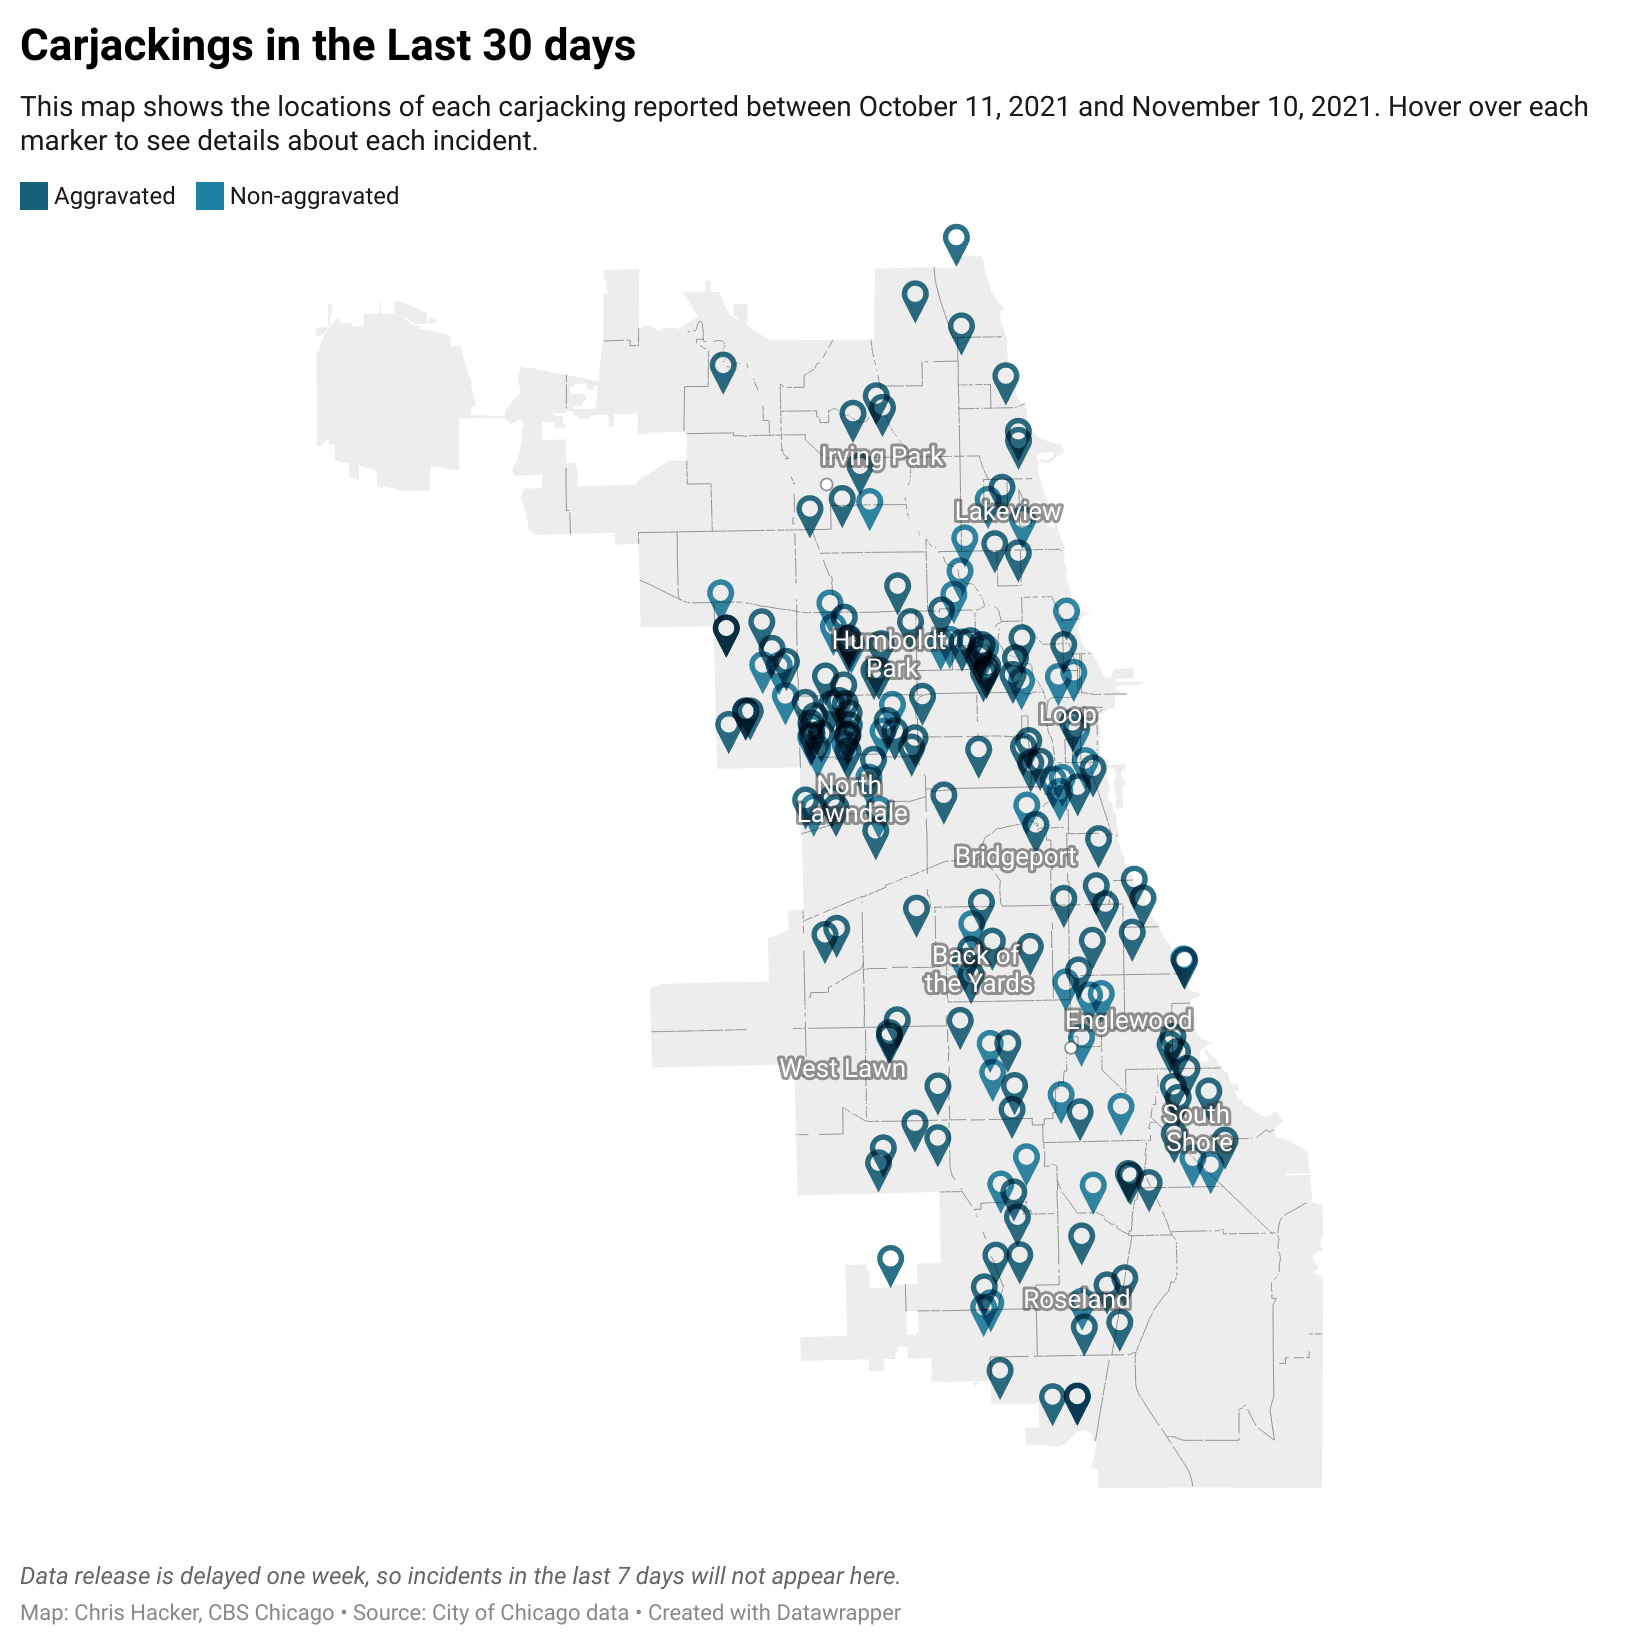 Carjackings in the Last 30 days
This map shows the locations of each carjacking reported between October 11, 2021 and November 10, 2021. Hover over each
marker to see details about each incident.
Aggravated Non-aggravated
Irving Park
Lakeview
Humboldt
Park
Loop
North
Lawndale
Bridgeport
Back of
the Yards
Englewood
West Lawn
South
Shore
Roseland
Data release is delayed one week, so incidents in the last 7 days will not appear here.
Map: Chris Hacker, CBS Chicago • Source: City of Chicago data • Created with Datawrapper